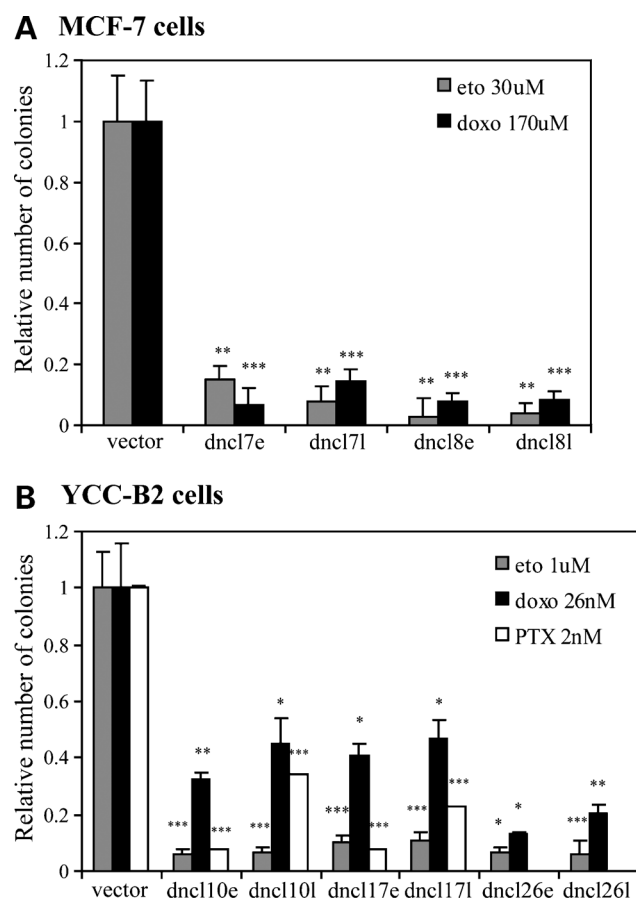 A MCF-7 cells
Relative number of colonies
1.2
1
0.8
0.6
0.4
0.2
0
eto 30uM
doxo 170uM
** *** ** *** ** *** ** ***
vector dncl7e dncl7l dncl8e dncl8l
B YCC-B2 cells
Relative number of colonies
1.2
1
0.8
0.6
0.4
0.2
0
eto 1uM
doxo 26nM
PTX 2nM
*** ** *** *** * *** *** * *** *** * *** * * *** **
vector dncl10e dncl10l dncl17e dncl17l dncl26e dncl26l